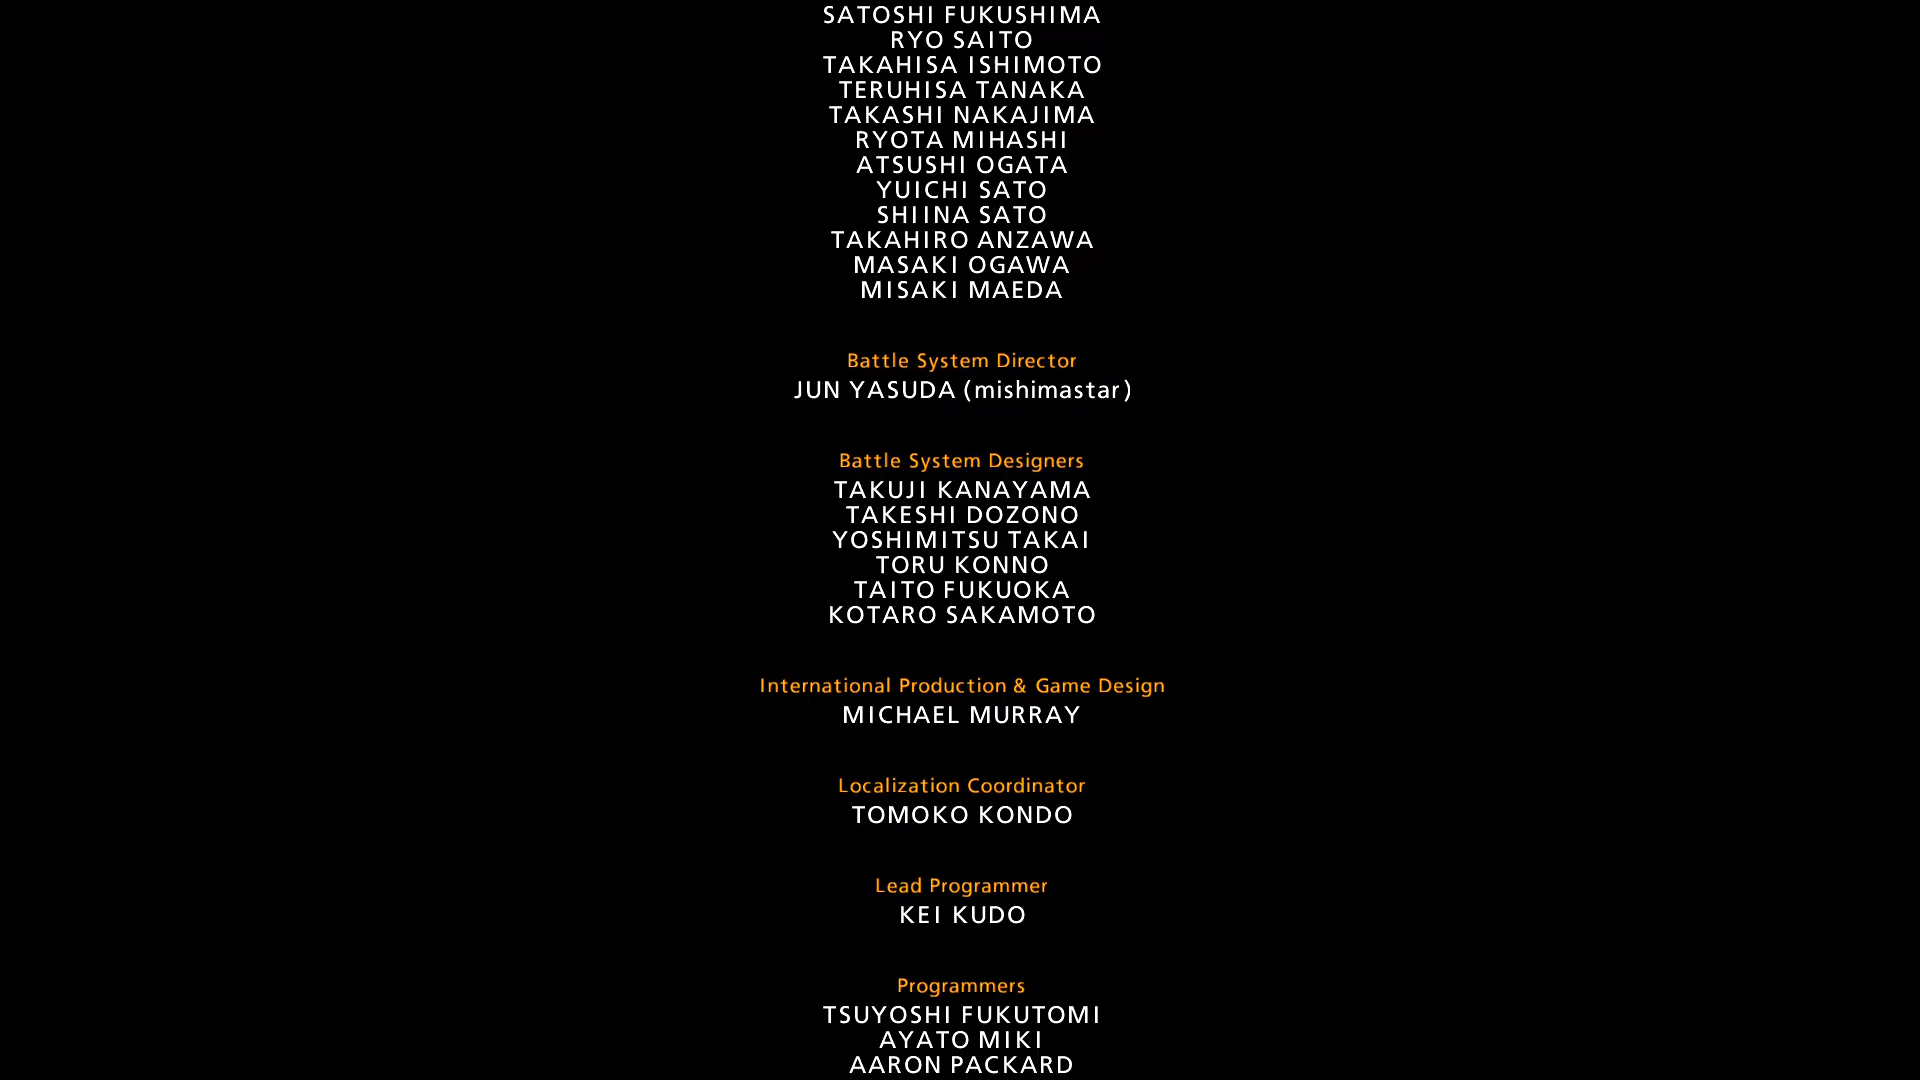 SATOSHI FUKUSHIMA
RYO SAITO
TAKAHISA ISHIMOTO
TERUHISA TANAKA
TAKASHI NAKAJIMA
RYOTA MIHASHI
ATSUSHI OGATA
YUICHI SATO
SHIINA SATO
TAKAHIRO ANZAWA
MASAKI OGAWA
MISAKI MAEDA
Battle System Director
JUN YASUDA (mishimastar)
Battle System Designers
TAKUJI KANAYAMA
TAKESHI DOZONO
YOSHIMITSU TAKAI
TORU KONNO
TAITO FUKUOKA
KOTARO SAKAMOTO
International Production & Game Design
MICHAEL MURRAY
Localization Coordinator
TOMOKO KONDO
Lead Programmer
KEI KUDO
Programmers
TSUYOSHI FUKUTOMI
AYATO MIKI
AARON PACKARD